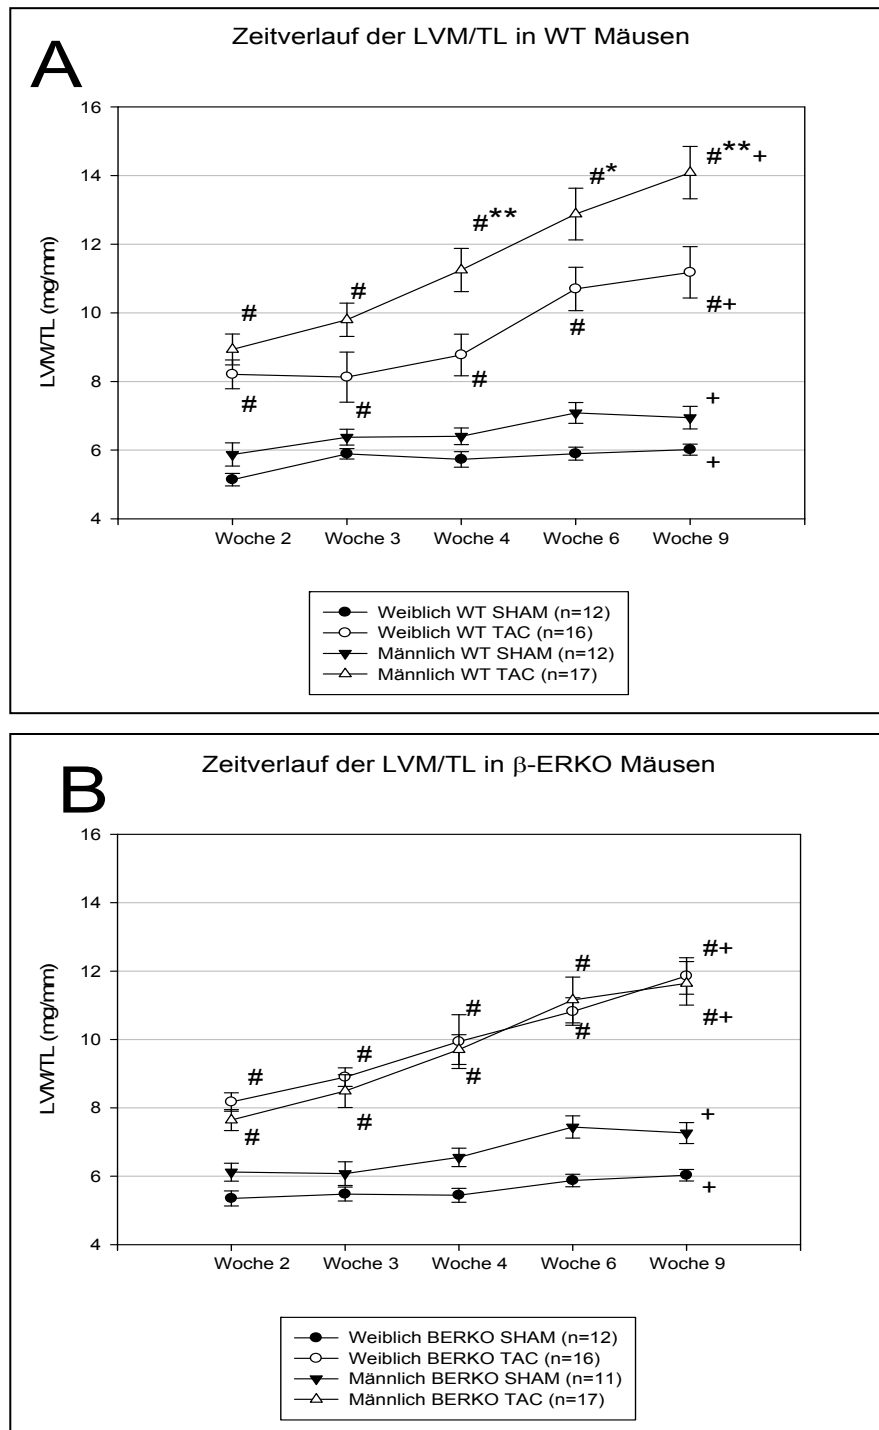 A
Zeitverlauf der LVM/TL in WT Mäusen
LVM/TL (mg/mm)
16
14
12
10
8
6
4
#
#
#**
#*
#**+
#
#
#
#
#+
+
+
Woche 2 Woche 3 Woche 4 Woche 6 Woche 9
Weiblich WT SHAM (n=12)
Weiblich WT TAC (n=16)
Männlich WT SHAM (n=12)
Männlich WT TAC (n=17)
B
Zeitverlauf der LVM/TL in β-ERKO Mäusen
LVM/TL (mg/mm)
16
14
12
10
8
6
4
#
#
#
#
#+
#
#
#
#
#+
+
+
Woche 2 Woche 3 Woche 4 Woche 6 Woche 9
Weiblich BERKO SHAM (n=12)
Weiblich BERKO TAC (n=16)
Männlich BERKO SHAM (n=11)
Männlich BERKO TAC (n=17)